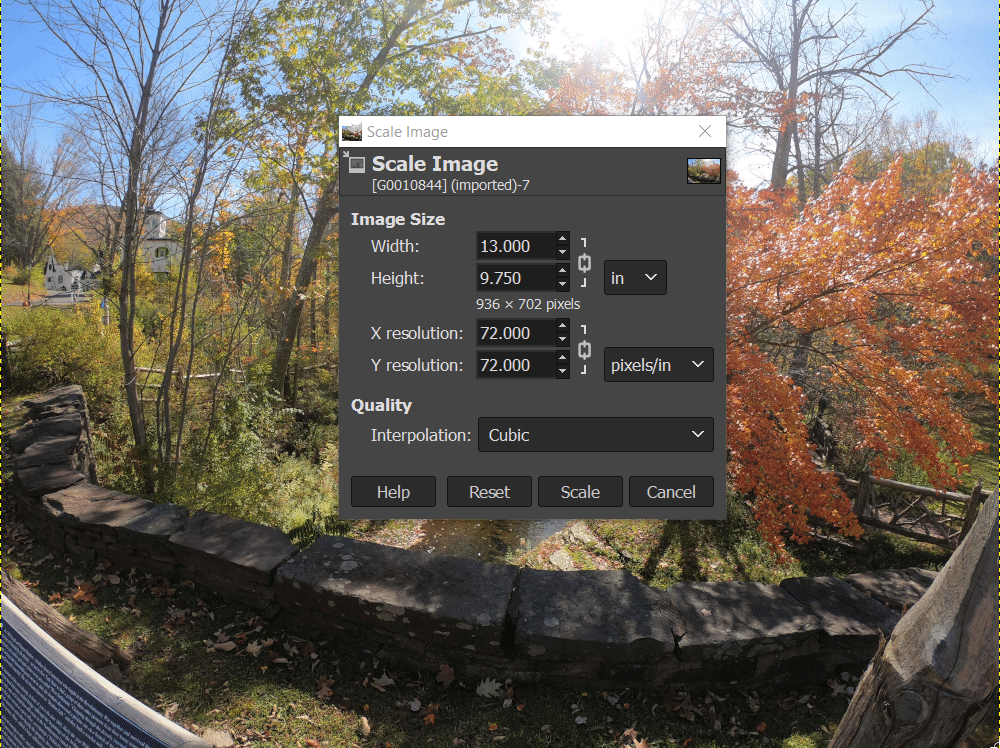 Scale Image
Scale Image
[G0010844] (imported)-7
Image Size
Width: 13.000
Height: 9.750 in
936 × 702 pixels
X resolution: 72.000
Y resolution: 72.000 pixels/in
Quality
Interpolation: Cubic
Help Reset Scale Cancel